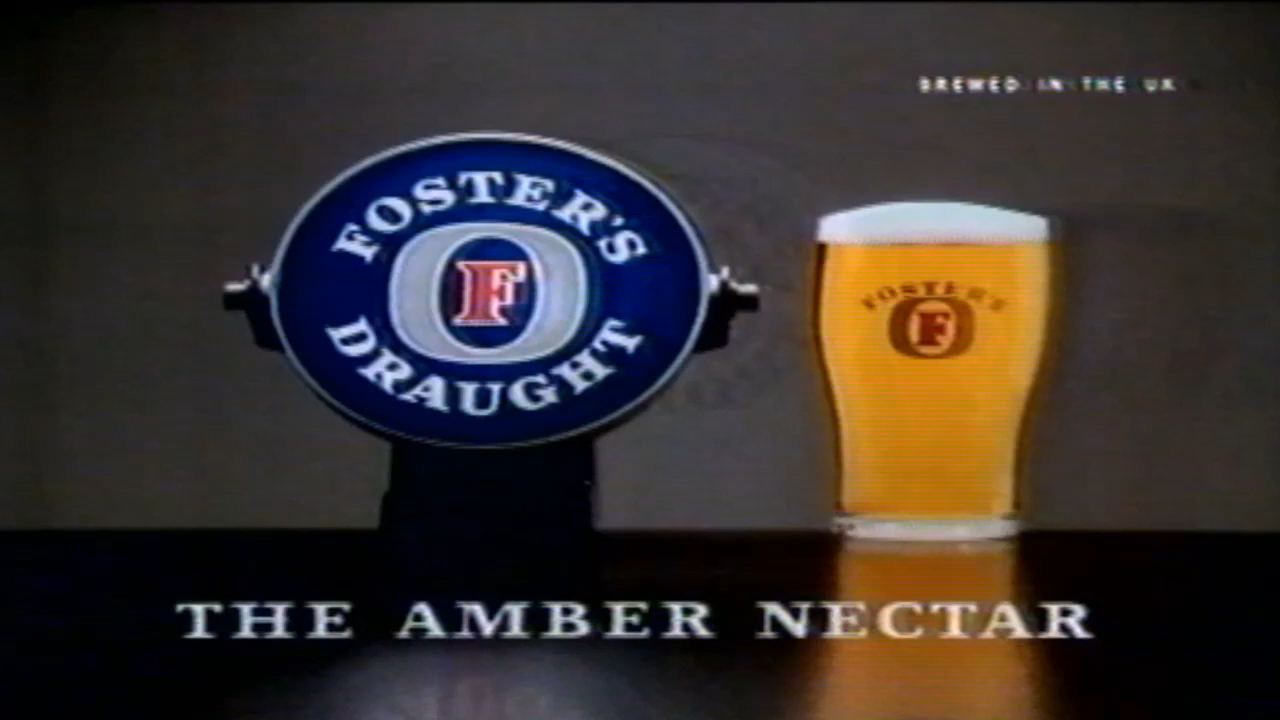 BREWED IN THE UK
FOSTER'S
F
DRAUGHT
FOSTER'S
F
THE AMBER NECTAR